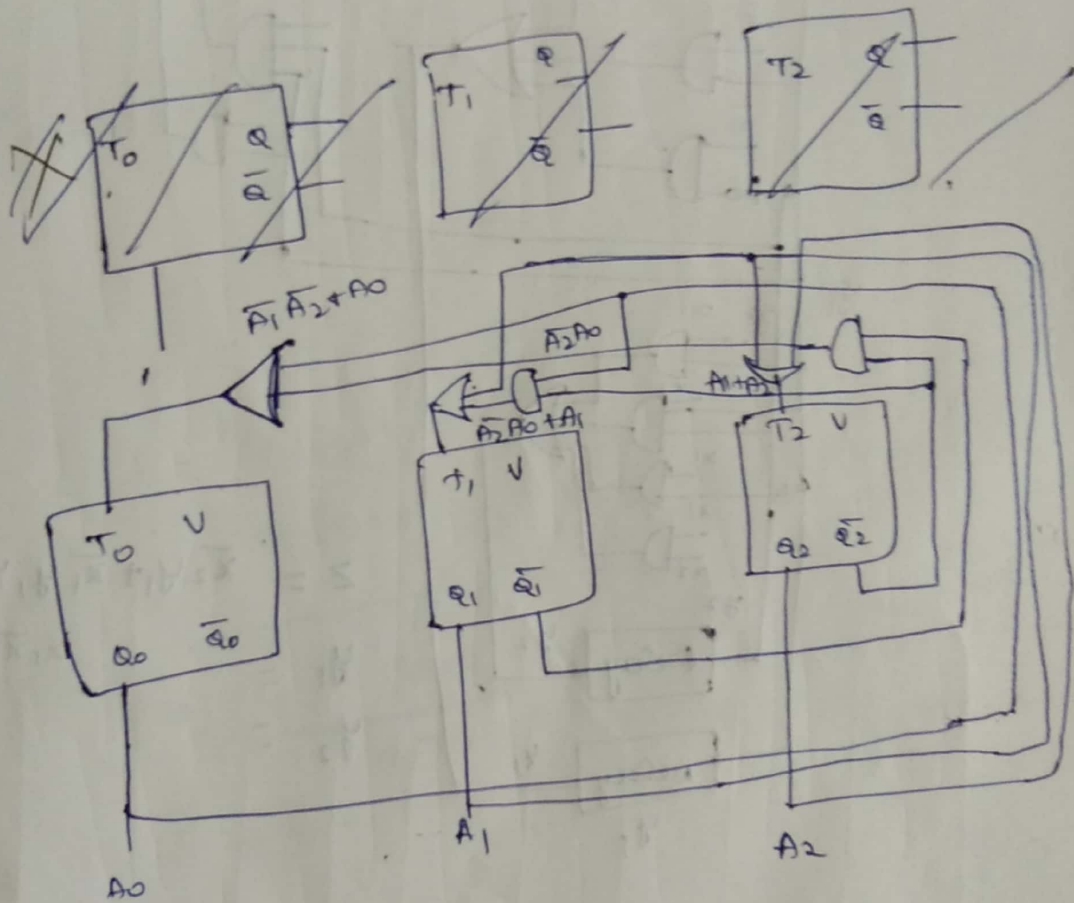 T0 Q
Q̅
T1 Q
Q̅
T2 Q
Q̅
A̅1 A̅2 + A0
A̅2A0
A̅2A0 + A1
A1+A2
T0 V
Q0 Q̅0
T1 V
Q1 Q̅1
T2 V
Q2 Q̅2
A0
A1
A2